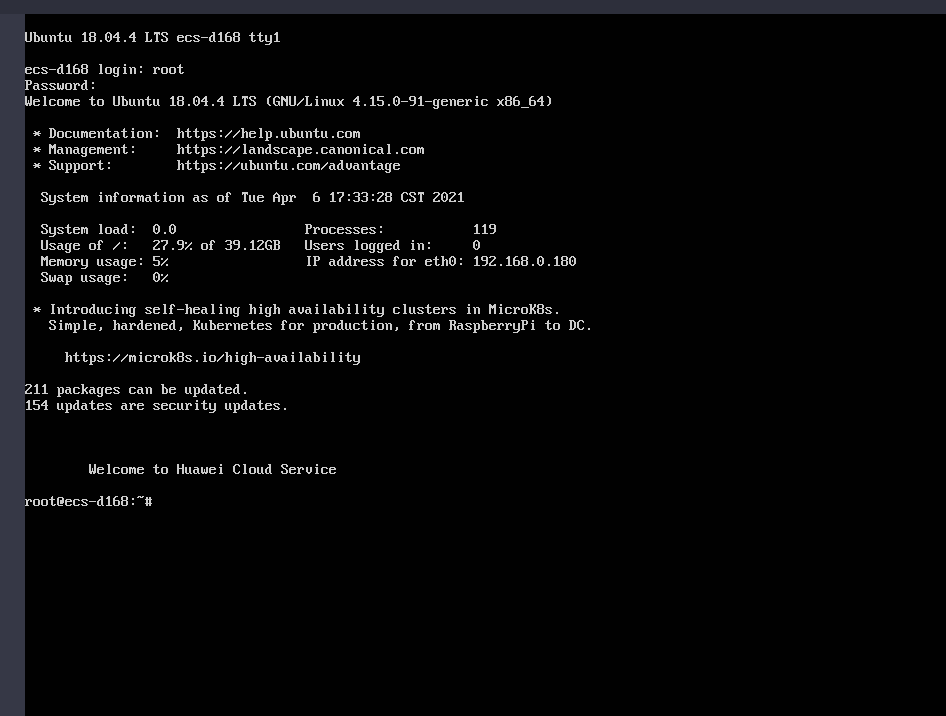 Ubuntu 18.04.4 LTS ecs-d168 tty1
ecs-d168 login: root
Password:
Welcome to Ubuntu 18.04.4 LTS (GNU/Linux 4.15.0-91-generic x86_64)
* Documentation:  https://help.ubuntu.com
* Management:     https://landscape.canonical.com
* Support:        https://ubuntu.com/advantage
System information as of Tue Apr  6 17:33:28 CST 2021
System load:  0.0                Processes:           119
Usage of /:   27.9% of 39.12GB   Users logged in:     0
Memory usage: 5%                 IP address for eth0: 192.168.0.180
Swap usage:   0%
* Introducing self-healing high availability clusters in MicroK8s.
Simple, hardened, Kubernetes for production, from RaspberryPi to DC.
https://microk8s.io/high-availability
211 packages can be updated.
154 updates are security updates.
Welcome to Huawei Cloud Service
root@ecs-d168:~#